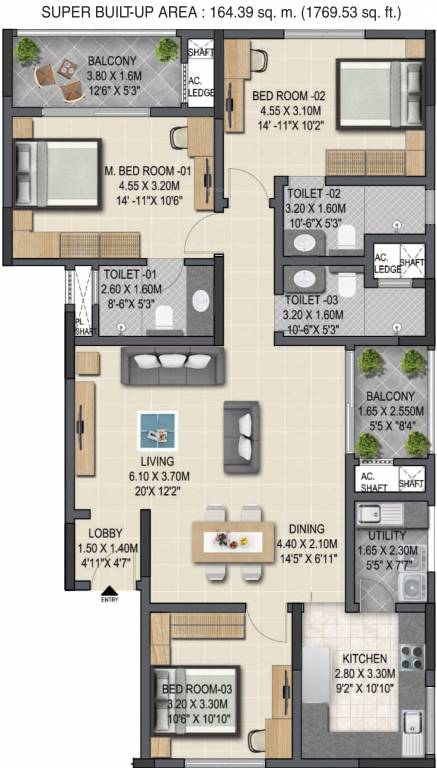 SUPER BUILT-UP AREA : 164.39 sq. m. (1769.53 sq. ft.)
BALCONY
3.80 X 1.6M
12'6" X 5'3"
SHAFT
AC.
LEDGE
BED ROOM -02
4.55 X 3.10M
14' -11"X 10'2"
M. BED ROOM -01
4.55 X 3.20M
14' -11"X 10'6"
TOILET -02
3.20 X 1.60M
10'-6"X 5'3"
AC.
LEDGE
SHAFT
TOILET -01
2.60 X 1.60M
8'-6"X 5'3"
PL
SHAFT
TOILET -03
3.20 X 1.60M
10'-6"X 5'3"
BALCONY
1.65 X 2.550M
5'5 X "8'4"
LIVING
6.10 X 3.70M
20'X 12'2"
AC.
SHAFT
SHAFT
LOBBY
1.50 X 1.40M
4'11"X 4'7"
DINING
4.40 X 2.10M
14'5" X 6'11"
UTILITY
1.65 X 2.30M
5'5" X 7'7"
ENTRY
KITCHEN
2.80 X 3.30M
9'2" X 10'10"
BED ROOM-03
3.20 X 3.30M
10'6" X 10'10"